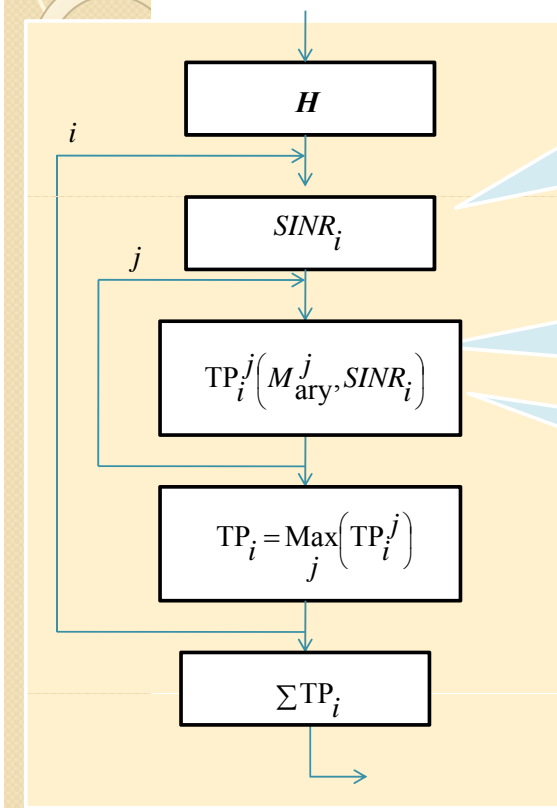 H
i
SINR_i
j
TP_i^j(M_ary^j, SINR_i)
TP_i = Max_j(TP_i^j)
∑TP_i